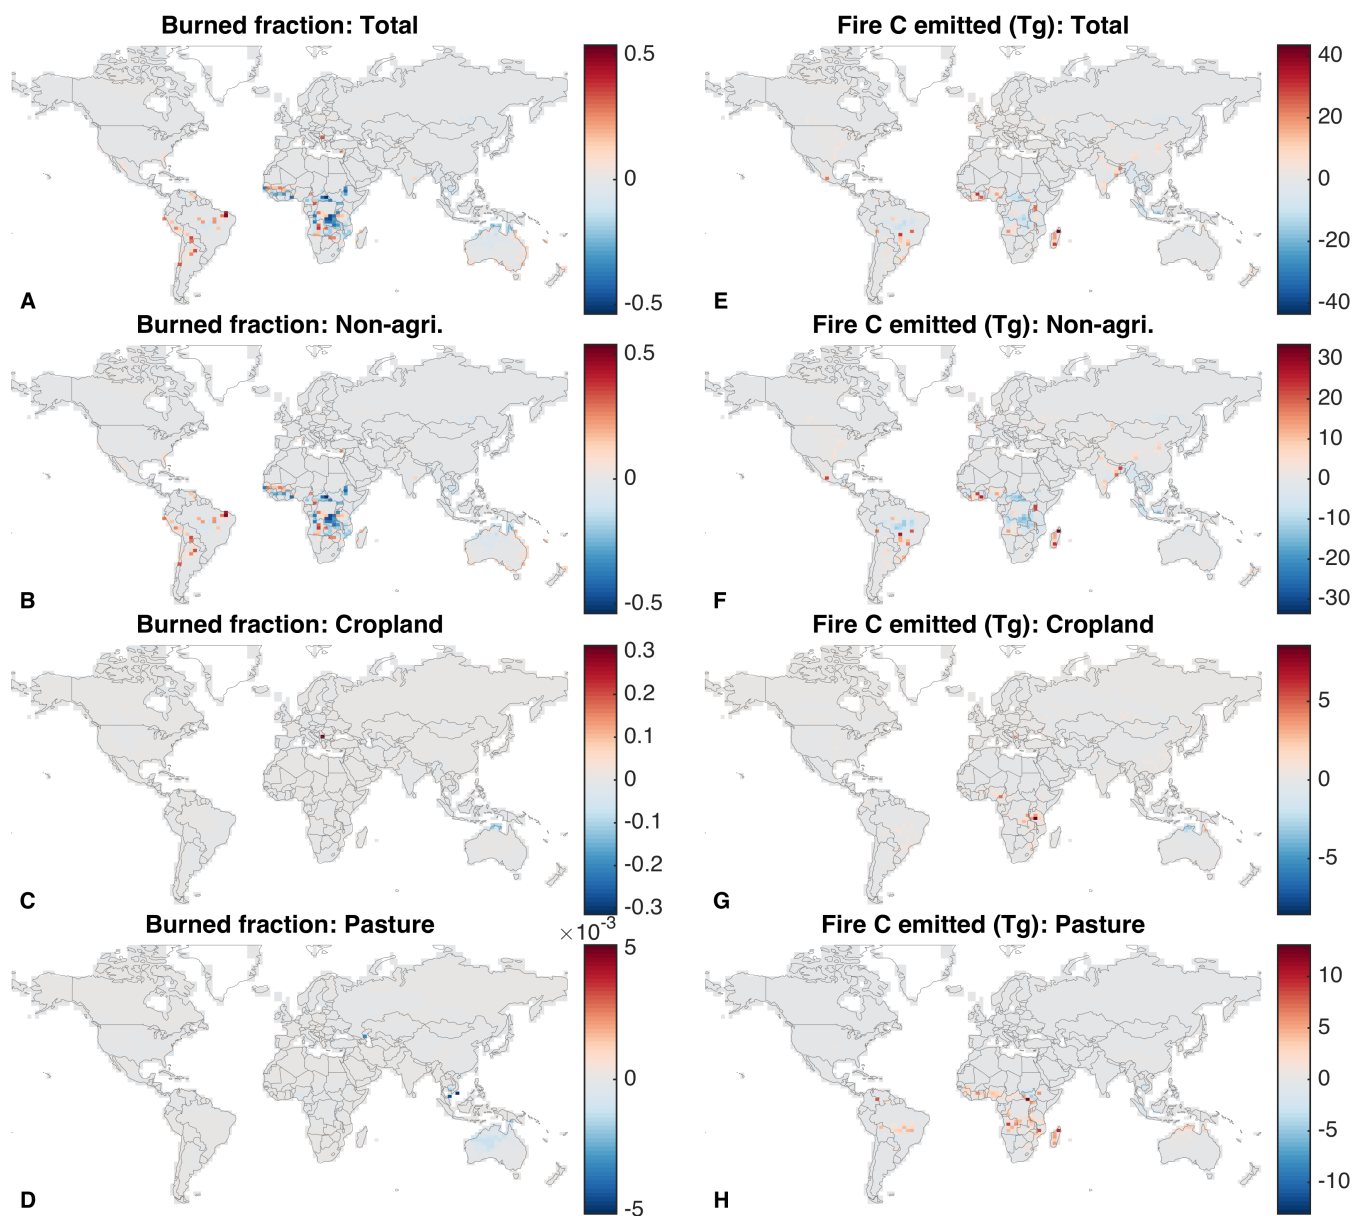 Burned fraction: Total
0.5
0
-0.5
A
Fire C emitted (Tg): Total
40
20
0
-20
-40
E
Burned fraction: Non-agri.
0.5
0
-0.5
B
Fire C emitted (Tg): Non-agri.
30
20
10
0
-10
-20
-30
F
Burned fraction: Cropland
0.3
0.2
0.1
0
-0.1
-0.2
-0.3
C
Fire C emitted (Tg): Cropland
5
0
-5
G
Burned fraction: Pasture
×10-3
5
0
-5
D
Fire C emitted (Tg): Pasture
10
5
0
-5
-10
H